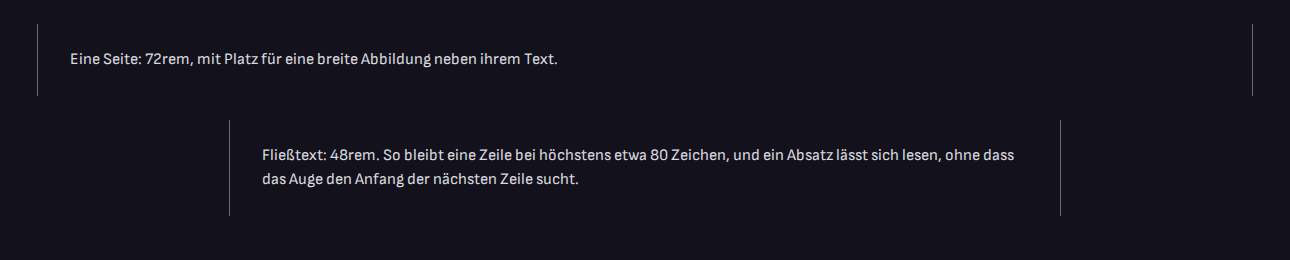 Eine Seite: 72rem, mit Platz für eine breite Abbildung neben ihrem Text.
Fließtext: 48rem. So bleibt eine Zeile bei höchstens etwa 80 Zeichen, und ein Absatz lässt sich lesen, ohne dass
das Auge den Anfang der nächsten Zeile sucht.